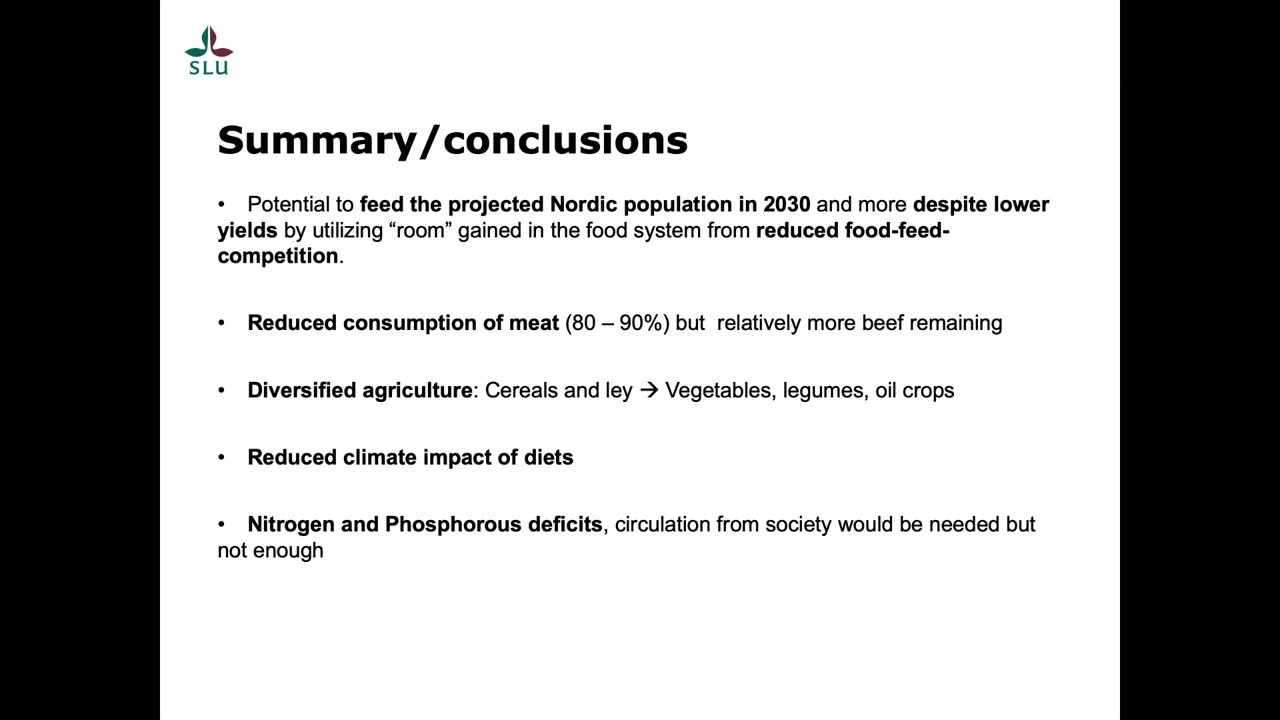 SLU
Summary/conclusions
• Potential to feed the projected Nordic population in 2030 and more despite lower
yields by utilizing “room” gained in the food system from reduced food-feed-
competition.
• Reduced consumption of meat (80 – 90%) but  relatively more beef remaining
• Diversified agriculture: Cereals and ley → Vegetables, legumes, oil crops
• Reduced climate impact of diets
• Nitrogen and Phosphorous deficits, circulation from society would be needed but
not enough